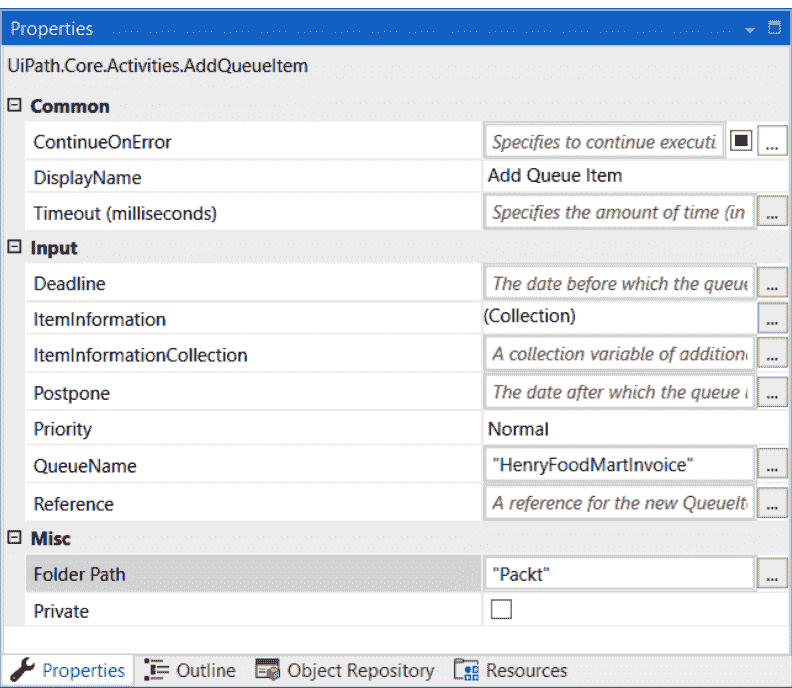 Properties
UiPath.Core.Activities.AddQueueItem
Common
ContinueOnError Specifies to continue executi ...
DisplayName Add Queue Item
Timeout (milliseconds) Specifies the amount of time (in ...
Input
Deadline The date before which the queue ...
ItemInformation (Collection) ...
ItemInformationCollection A collection variable of addition ...
Postpone The date after which the queue ...
Priority Normal
QueueName "HenryFoodMartInvoice" ...
Reference A reference for the new QueueIt ...
Misc
Folder Path "Packt" ...
Private
Properties Outline Object Repository Resources